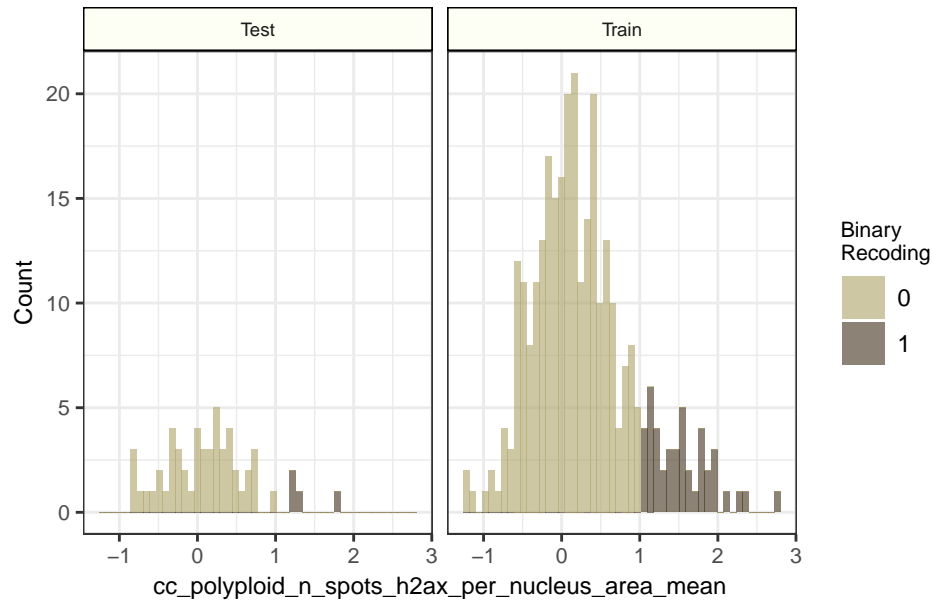 Test
Train
20
15
10
5
0
Count
−1
0
1
2
3
−1
0
1
2
3
cc_polyploid_n_spots_h2ax_per_nucleus_area_mean
Binary
Recoding
0
1